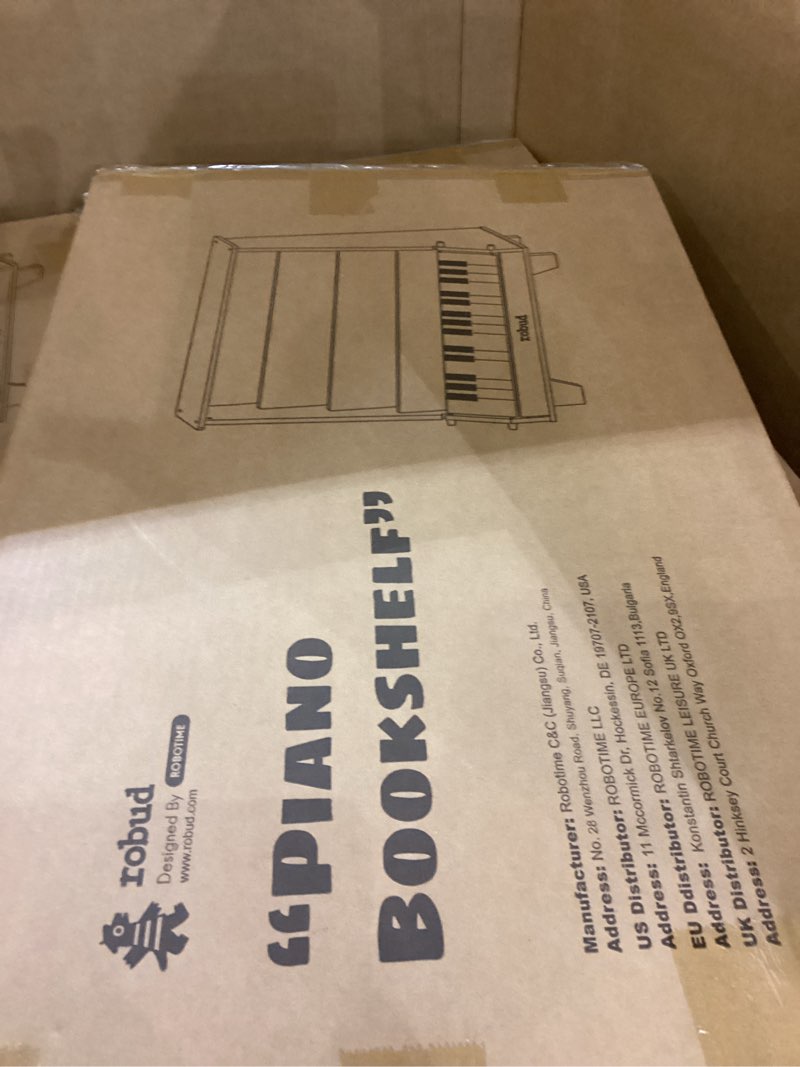 robud
Designed By ROBOTIME
www.robud.com
“PIANO
BOOKSHELF”
robud
Manufacturer: Robotime C&C (Jiangsu) Co., Ltd.
Address: No. 28 Wenzhou Road, Shuyang, Suqian, Jiangsu, China
US Distributor: ROBOTIME LLC
Address: 11 Mccormick Dr, Hockessin, DE 19707-2107, USA
EU Ddistributor: ROBOTIME EUROPE LTD
Address: Konstantin Shtarkelov No.12 Sofia 1113,Bulgaria
UK Distributor: ROBOTIME LEISURE UK LTD
Address: 2 Hinksey Court Church Way Oxford OX2,9SX,England